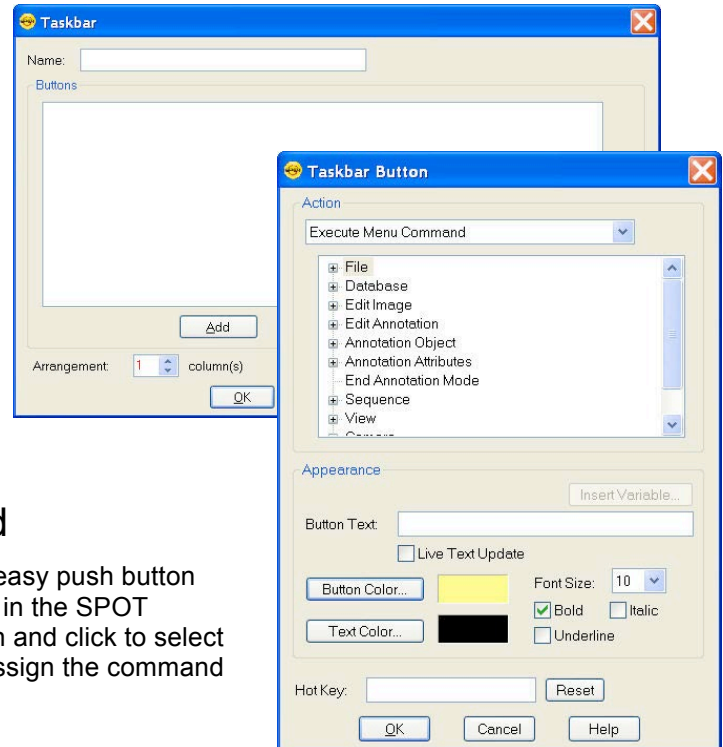 Taskbar
Name:
Buttons
Add
Arrangement: 1 column(s)
OK
Taskbar Button
Action
Execute Menu Command
File
Database
Edit Image
Edit Annotation
Annotation Object
Annotation Attributes
End Annotation Mode
Sequence
View
Camera
Appearance
Insert Variable...
Button Text:
Live Text Update
Button Color...
Font Size: 10
Bold Italic
Text Color...
Underline
Hot Key:
Reset
OK Cancel Help
easy push button
in the SPOT
and click to select
assign the command